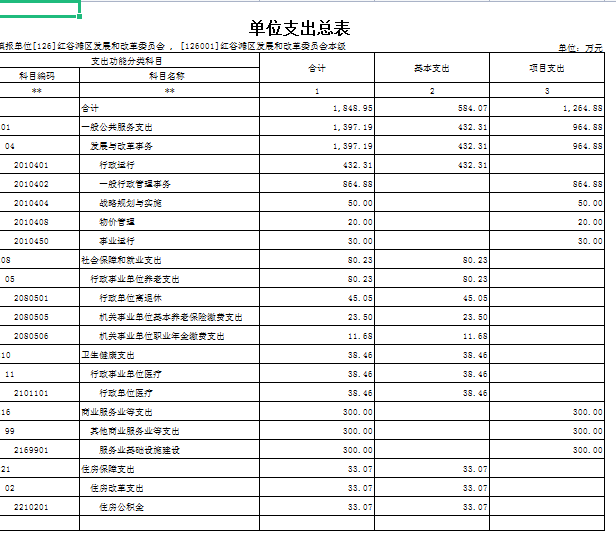 单位支出总表
填报单位[126]红谷滩区发展和改革委员会 , [126001]红谷滩区发展和改革委员会本级 单位：万元
支出功能分类科目 合计 基本支出 项目支出
科目编码 科目名称
** ** 1 2 3
合计 1,848.95 584.07 1,264.88
01 一般公共服务支出 1,397.19 432.31 964.88
04 发展与改革事务 1,397.19 432.31 964.88
2010401 行政运行 432.31 432.31
2010402 一般行政管理事务 864.88 864.88
2010404 战略规划与实施 50.00 50.00
2010408 物价管理 20.00 20.00
2010450 事业运行 30.00 30.00
08 社会保障和就业支出 80.23 80.23
05 行政事业单位养老支出 80.23 80.23
2080501 行政单位离退休 45.05 45.05
2080505 机关事业单位基本养老保险缴费支出 23.50 23.50
2080506 机关事业单位职业年金缴费支出 11.68 11.68
10 卫生健康支出 38.46 38.46
11 行政事业单位医疗 38.46 38.46
2101101 行政单位医疗 38.46 38.46
16 商业服务业等支出 300.00 300.00
99 其他商业服务业等支出 300.00 300.00
2169901 服务业基础设施建设 300.00 300.00
21 住房保障支出 33.07 33.07
02 住房改革支出 33.07 33.07
2210201 住房公积金 33.07 33.07